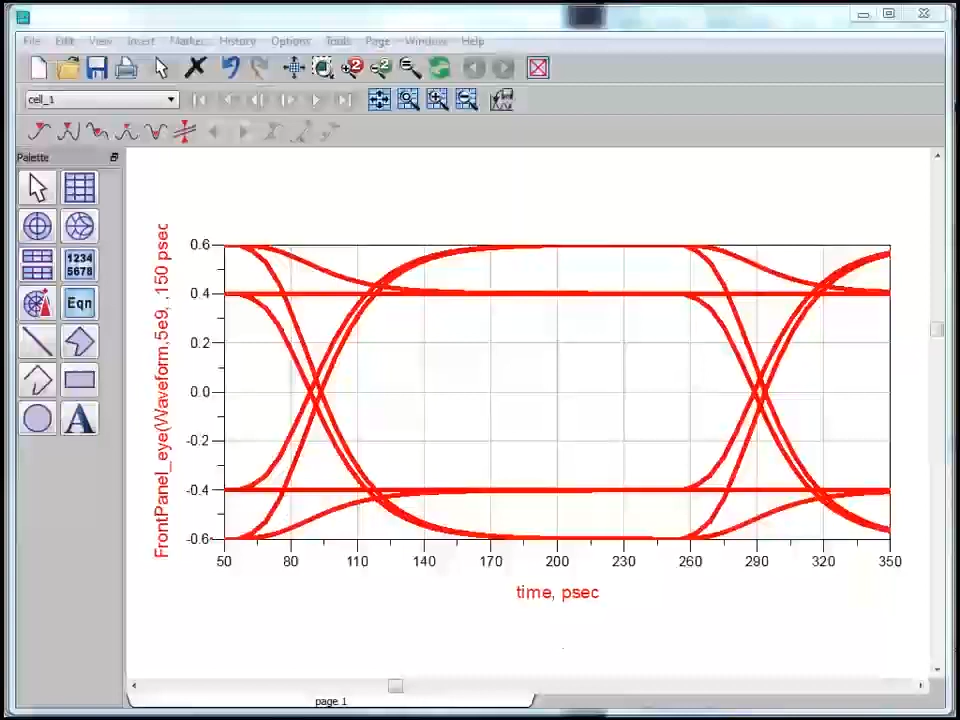 File Edit View Insert Marker History Options Tools Page Window Help
cell_1
Palette
1234
5678
Eqn
A
FrontPanel_eye(Waveform,5e9, ,150 psec
0.6
0.4
0.2
0.0
-0.2
-0.4
-0.6
50 80 110 140 170 200 230 260 290 320 350
time, psec
page 1